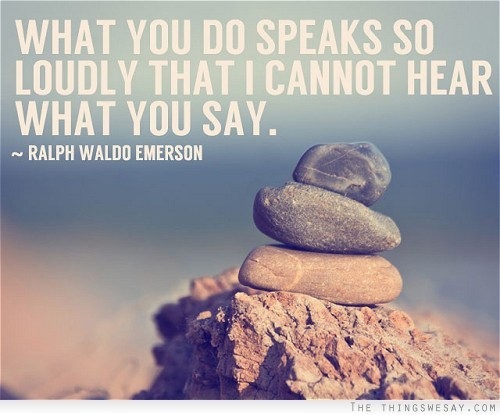 WHAT YOU DO SPEAKS SO
LOUDLY THAT I CANNOT HEAR
WHAT YOU SAY.
~ RALPH WALDO EMERSON
THE THINGSWESAY.COM